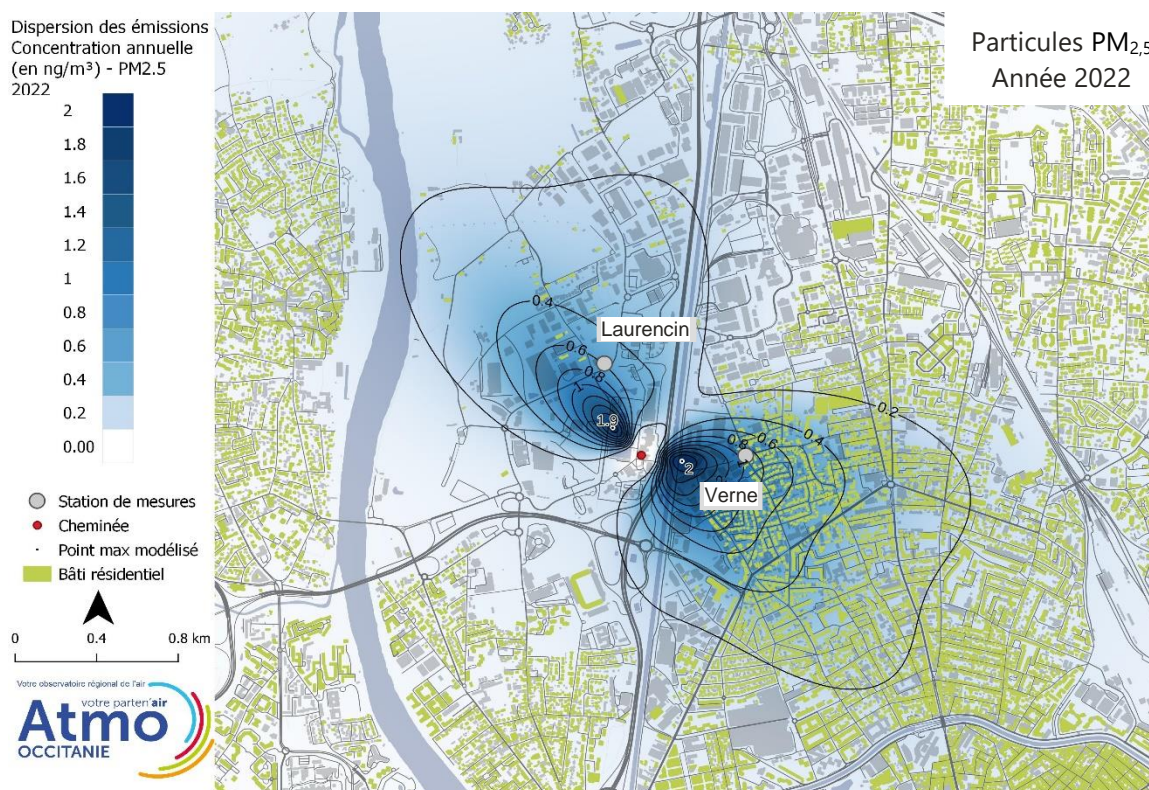 Dispersion des émissions
Concentration annuelle
(en ng/m³) - PM2.5
2022
2
1.8
1.6
1.4
1.2
1
0.8
0.6
0.4
0.2
0.00
Station de mesures
Cheminée
Point max modélisé
Bâti résidentiel
0 0.4 0.8 km
Votre observatoire régional de l'air
votre parten'air
Atmo
OCCITANIE
Particules PM2,5
Année 2022
0.4
Laurencin
0.6
0.8
1
0.2
0.8
0.6
0.4
1
2
Verne